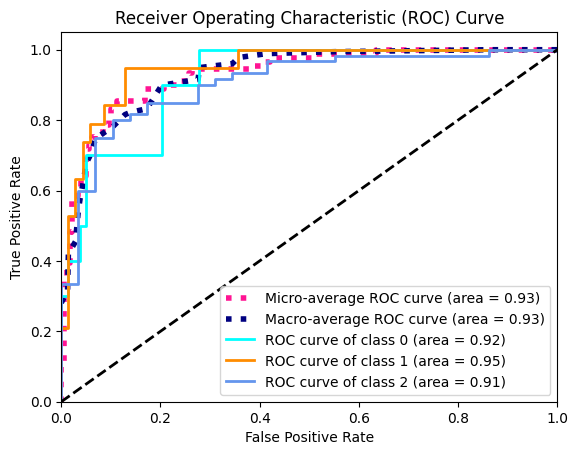 Receiver Operating Characteristic (ROC) Curve
True Positive Rate
1.0
0.8
0.6
0.4
0.2
0.0
Micro-average ROC curve (area = 0.93)
Macro-average ROC curve (area = 0.93)
ROC curve of class 0 (area = 0.92)
ROC curve of class 1 (area = 0.95)
ROC curve of class 2 (area = 0.91)
0.0 0.2 0.4 0.6 0.8 1.0
False Positive Rate